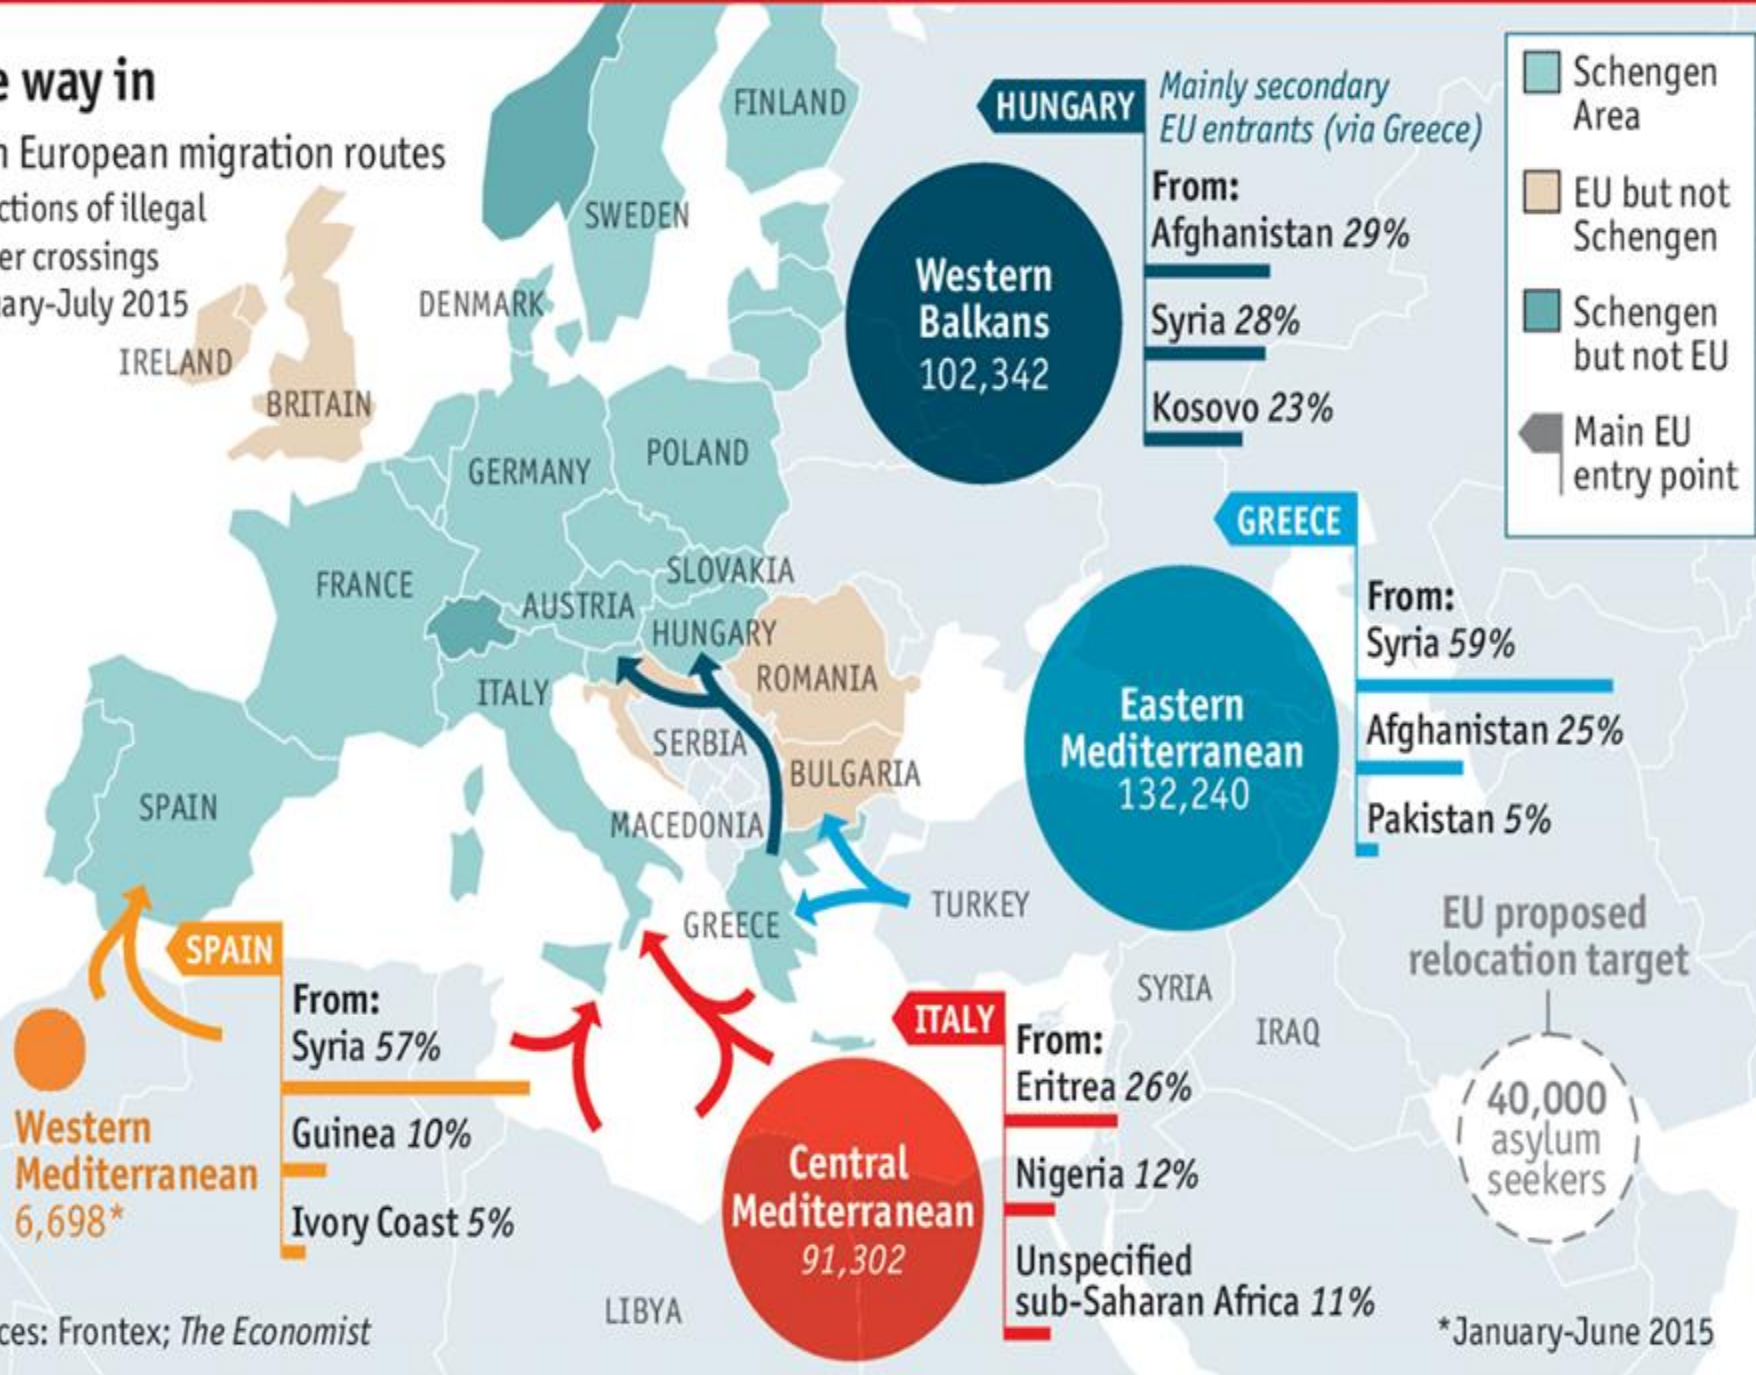 e way in
n European migration routes
ctions of illegal
er crossings
uary-July 2015
FINLAND
SWEDEN
DENMARK
IRELAND
BRITAIN
GERMANY
POLAND
FRANCE
SLOVAKIA
AUSTRIA
HUNGARY
ITALY
ROMANIA
SERBIA
BULGARIA
SPAIN
MACEDONIA
GREECE
TURKEY
SYRIA
IRAQ
LIBYA
HUNGARY
Mainly secondary
EU entrants (via Greece)
Western
Balkans
102,342
From:
Afghanistan 29%
Syria 28%
Kosovo 23%
Schengen
Area
EU but not
Schengen
Schengen
but not EU
Main EU
entry point
GREECE
Eastern
Mediterranean
132,240
From:
Syria 59%
Afghanistan 25%
Pakistan 5%
SPAIN
Western
Mediterranean
6,698*
From:
Syria 57%
Guinea 10%
Ivory Coast 5%
ITALY
Central
Mediterranean
91,302
From:
Eritrea 26%
Nigeria 12%
Unspecified
sub-Saharan Africa 11%
EU proposed
relocation target
40,000
asylum
seekers
ces: Frontex; The Economist
*January-June 2015